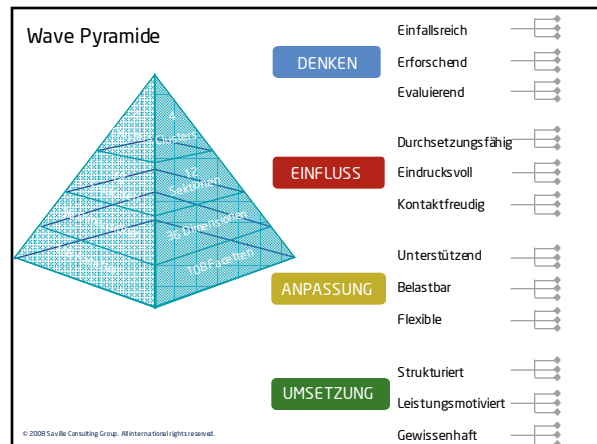 Wave Pyramide
4
Clusters
12
Sektionen
36 Dimensionen
108 Facetten
DENKEN
Einfallsreich
Erforschend
Evaluierend
EINFLUSS
Durchsetzungsfähig
Eindrucksvoll
Kontaktfreudig
ANPASSUNG
Unterstützend
Belastbar
Flexible
UMSETZUNG
Strukturiert
Leistungsmotiviert
Gewissenhaft
© 2008 Saville Consulting Group. All international rights reserved.